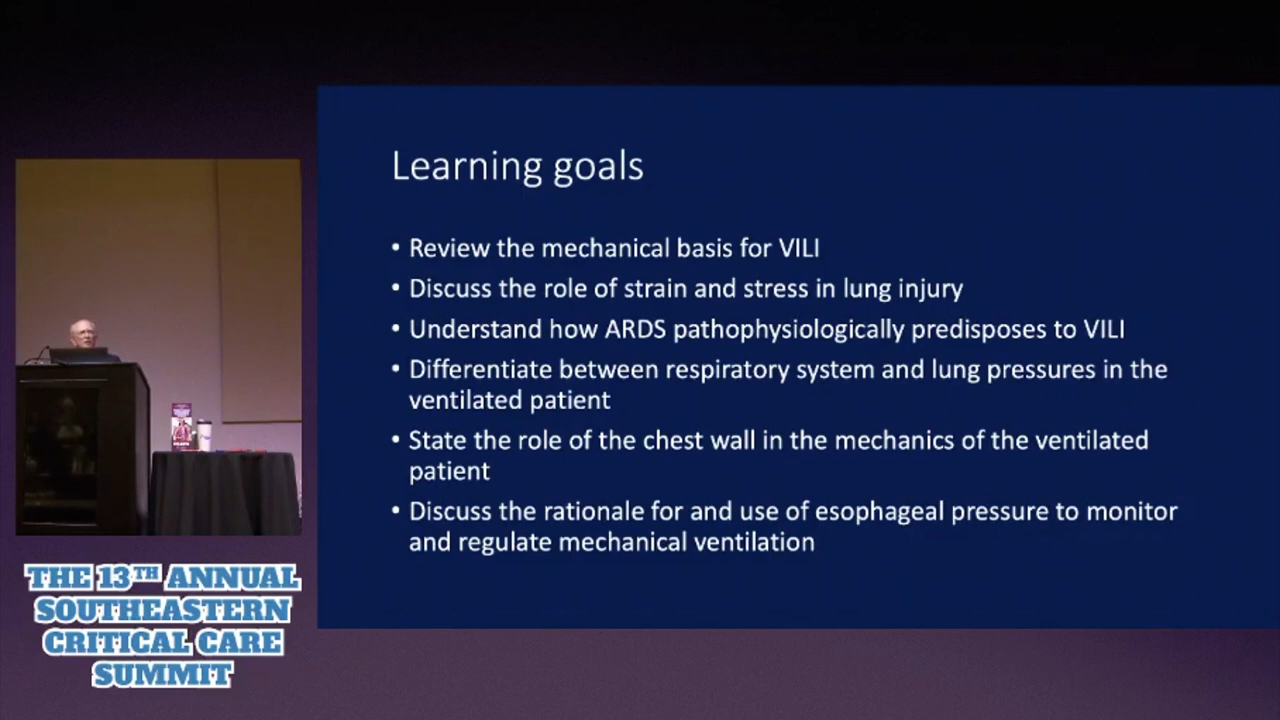 Learning goals
• Review the mechanical basis for VILI
• Discuss the role of strain and stress in lung injury
• Understand how ARDS pathophysiologically predisposes to VILI
• Differentiate between respiratory system and lung pressures in the
ventilated patient
• State the role of the chest wall in the mechanics of the ventilated
patient
• Discuss the rationale for and use of esophageal pressure to monitor
and regulate mechanical ventilation
THE 13TH ANNUAL
SOUTHEASTERN
CRITICAL CARE
SUMMIT